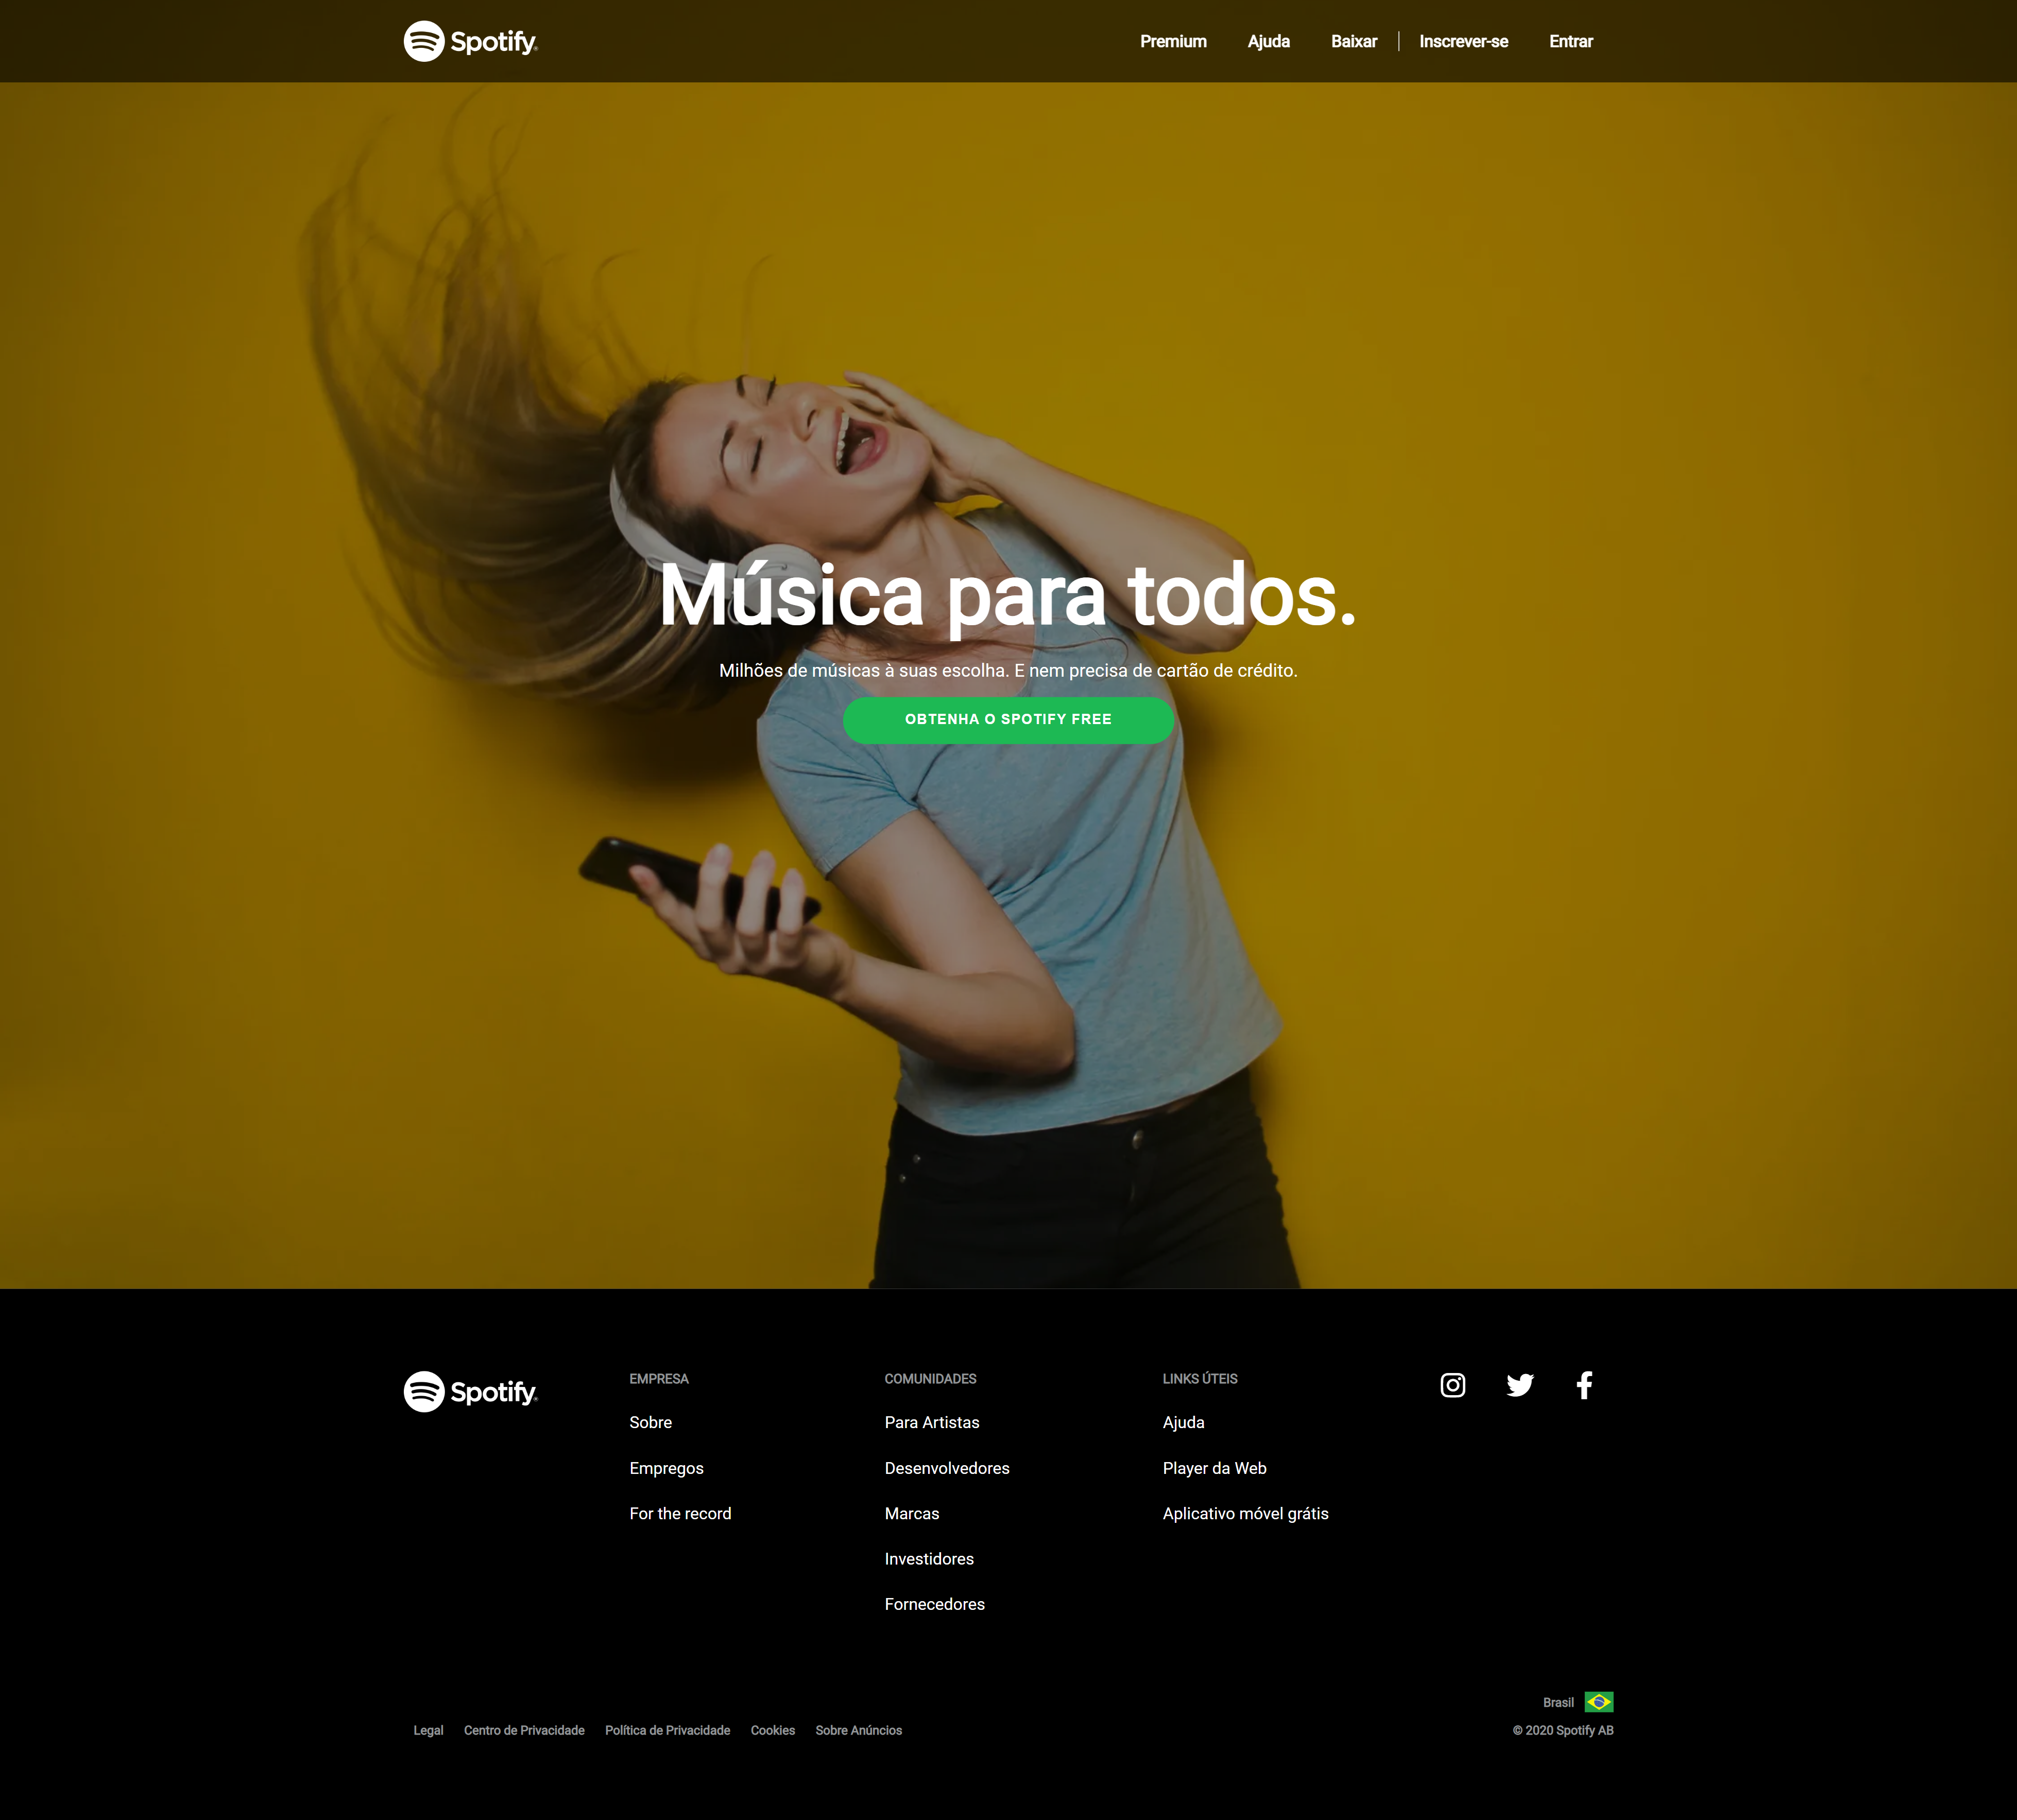 Spotify®
Premium Ajuda Baixar Inscrever-se Entrar
Música para todos.
Milhões de músicas à suas escolha. E nem precisa de cartão de crédito.
OBTENHA O SPOTIFY FREE
Spotify®
EMPRESA
Sobre
Empregos
For the record
COMUNIDADES
Para Artistas
Desenvolvedores
Marcas
Investidores
Fornecedores
LINKS ÚTEIS
Ajuda
Player da Web
Aplicativo móvel grátis
Brasil
Legal Centro de Privacidade Política de Privacidade Cookies Sobre Anúncios
© 2020 Spotify AB